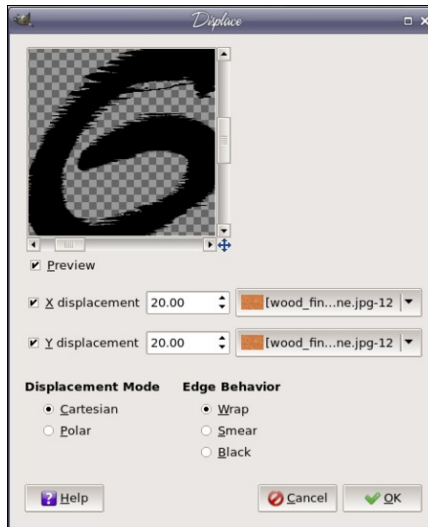 Displace
Preview
X displacement 20.00 [wood_fin...ne.jpg-12
Y displacement 20.00 [wood_fin...ne.jpg-12
Displacement Mode Edge Behavior
Cartesian Wrap
Polar Smear
Black
Help Cancel OK